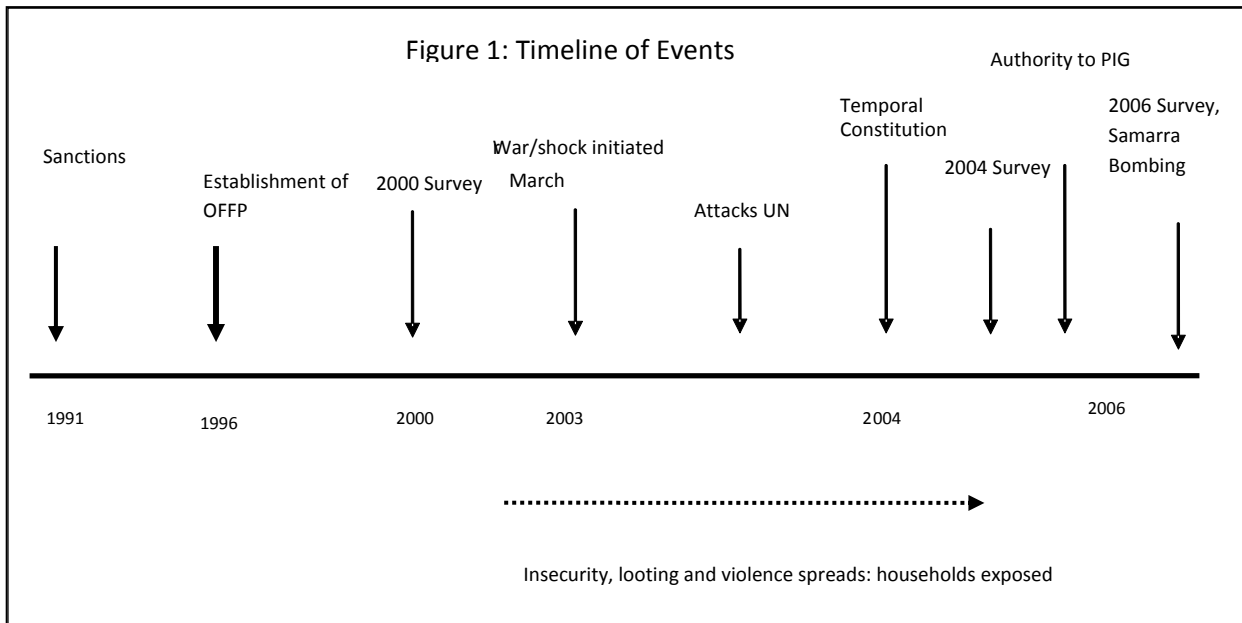 Figure 1: Timeline of Events
Authority to PIG
Temporal
Constitution
2006 Survey,
Samarra
Bombing
Sanctions
War/shock initiated
March
2004 Survey
Establishment of
OFFP
2000 Survey
Attacks UN
1991
1996
2000
2003
2004
2006
Insecurity, looting and violence spreads: households exposed